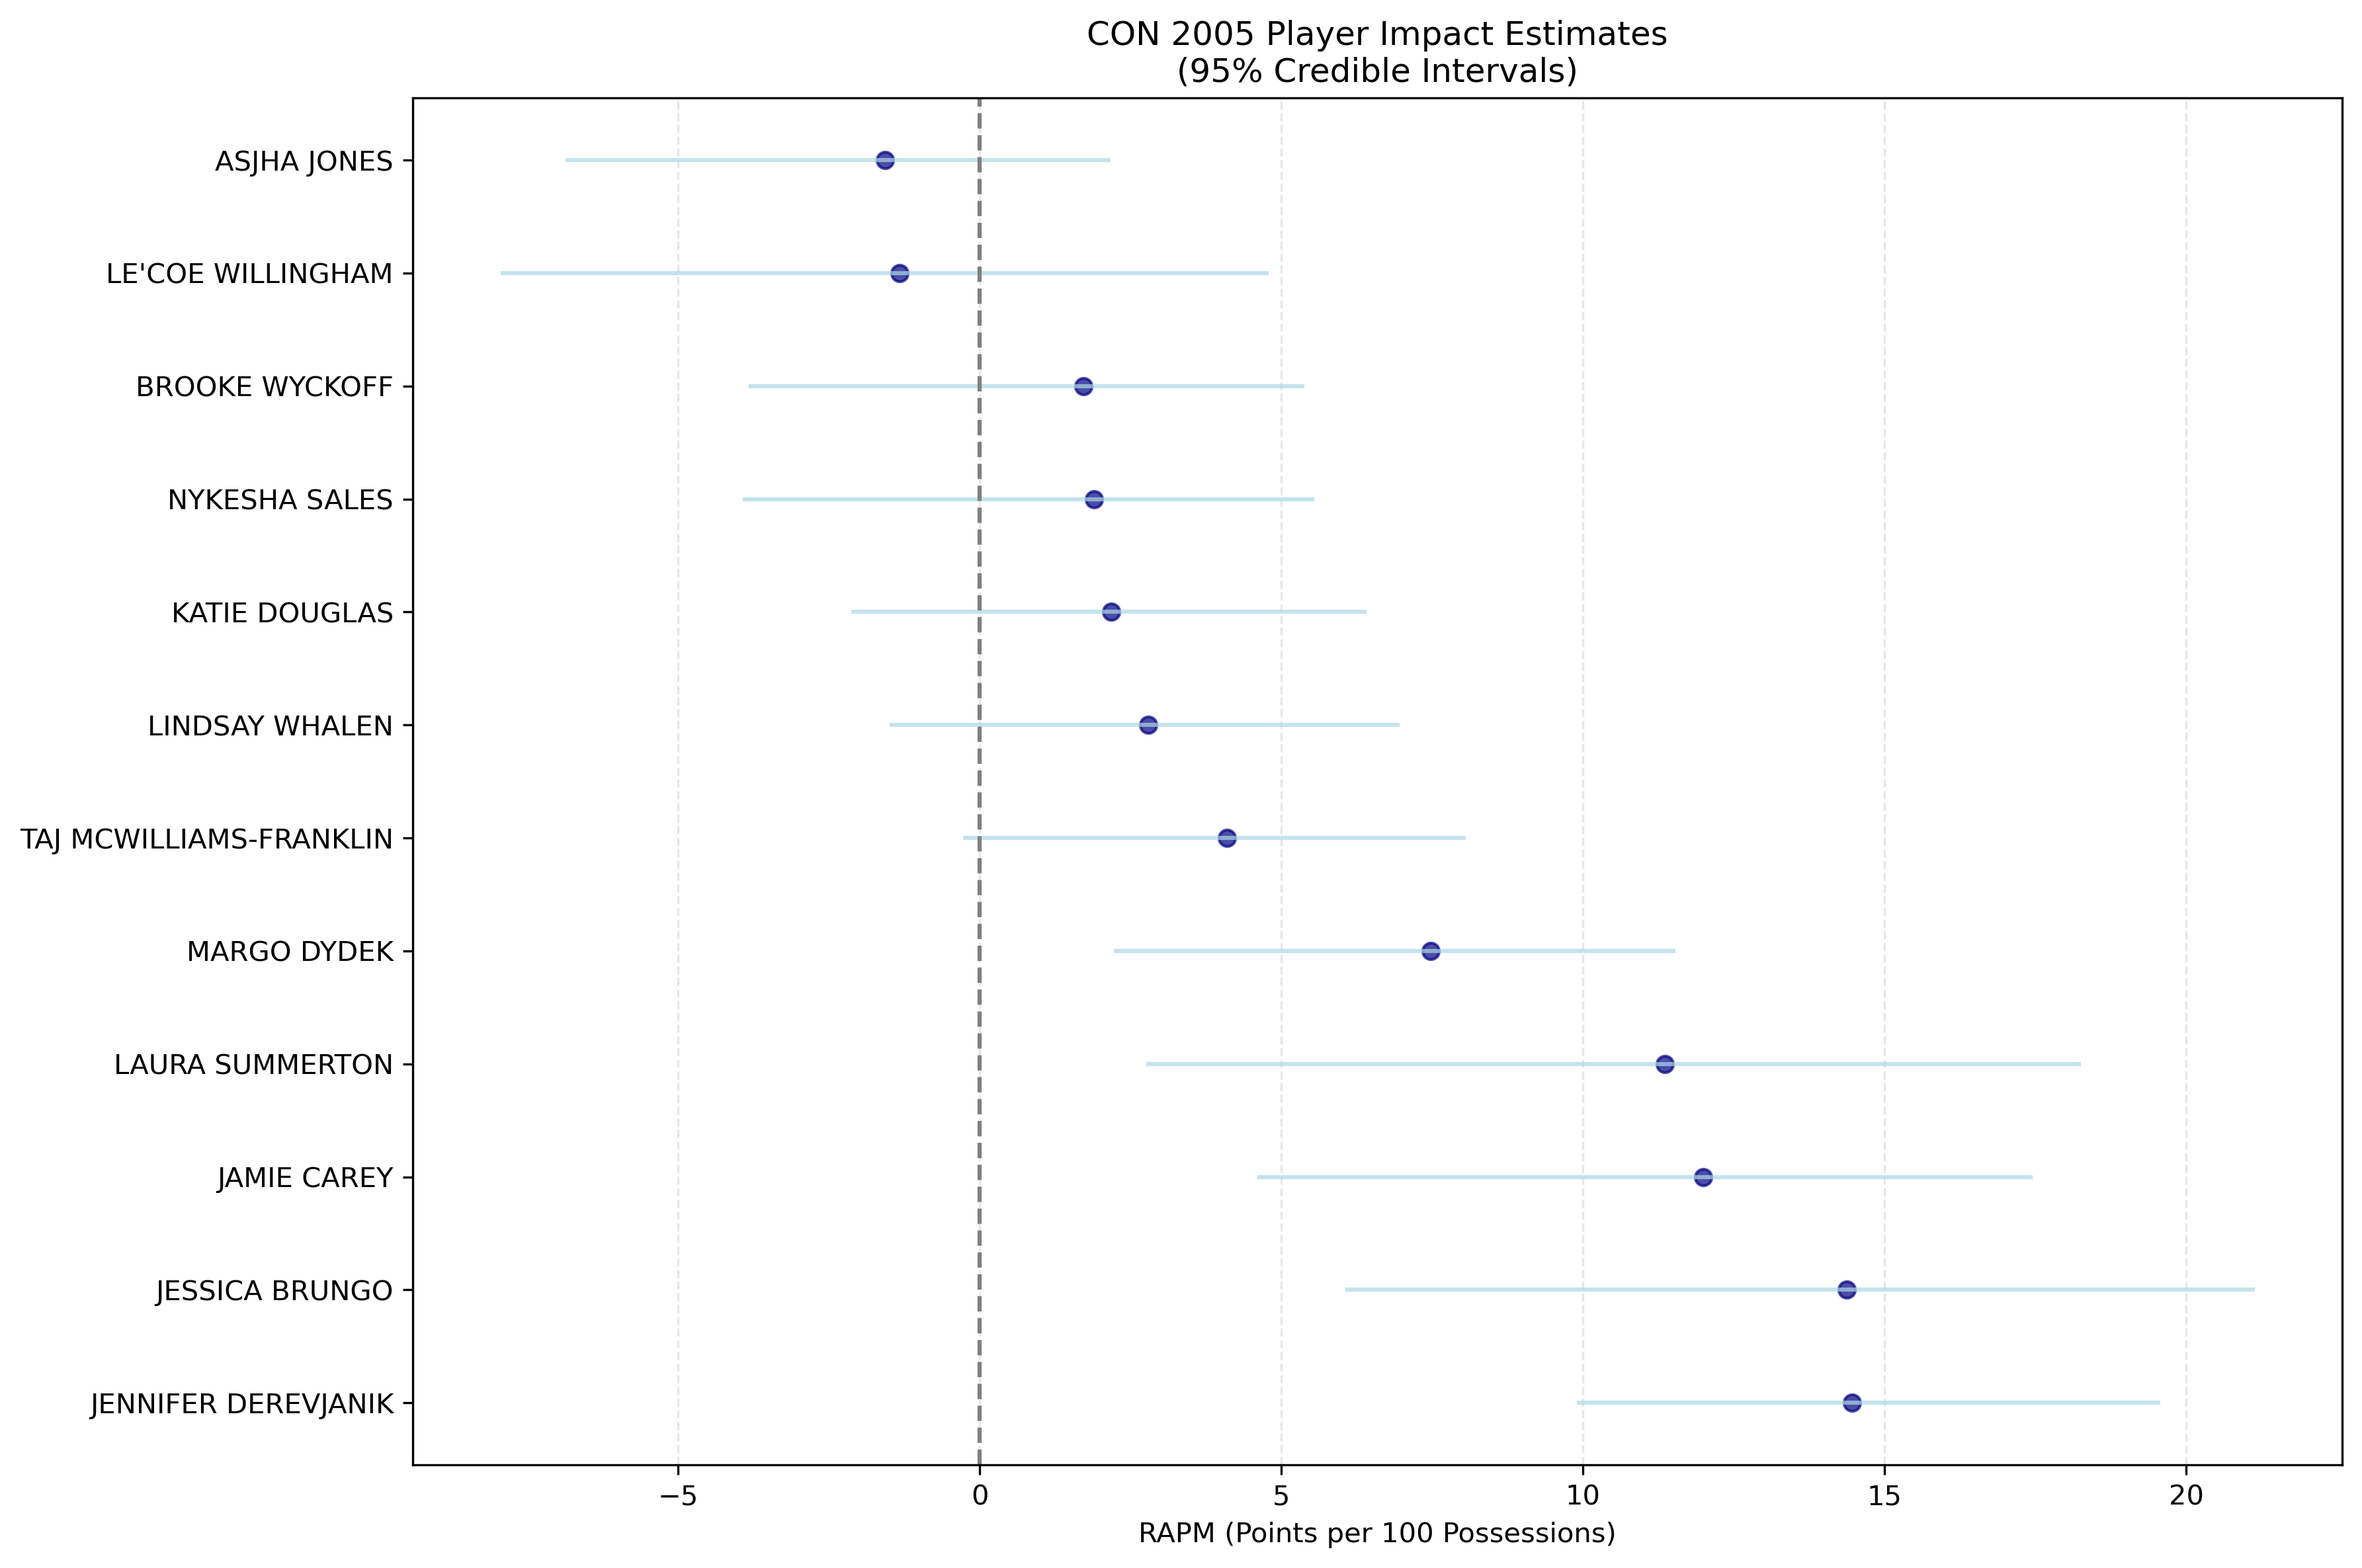 CON 2005 Player Impact Estimates
(95% Credible Intervals)
ASJHA JONES
LE'COE WILLINGHAM
BROOKE WYCKOFF
NYKESHA SALES
KATIE DOUGLAS
LINDSAY WHALEN
TAJ MCWILLIAMS-FRANKLIN
MARGO DYDEK
LAURA SUMMERTON
JAMIE CAREY
JESSICA BRUNGO
JENNIFER DEREVJANIK
−5 0 5 10 15 20
RAPM (Points per 100 Possessions)